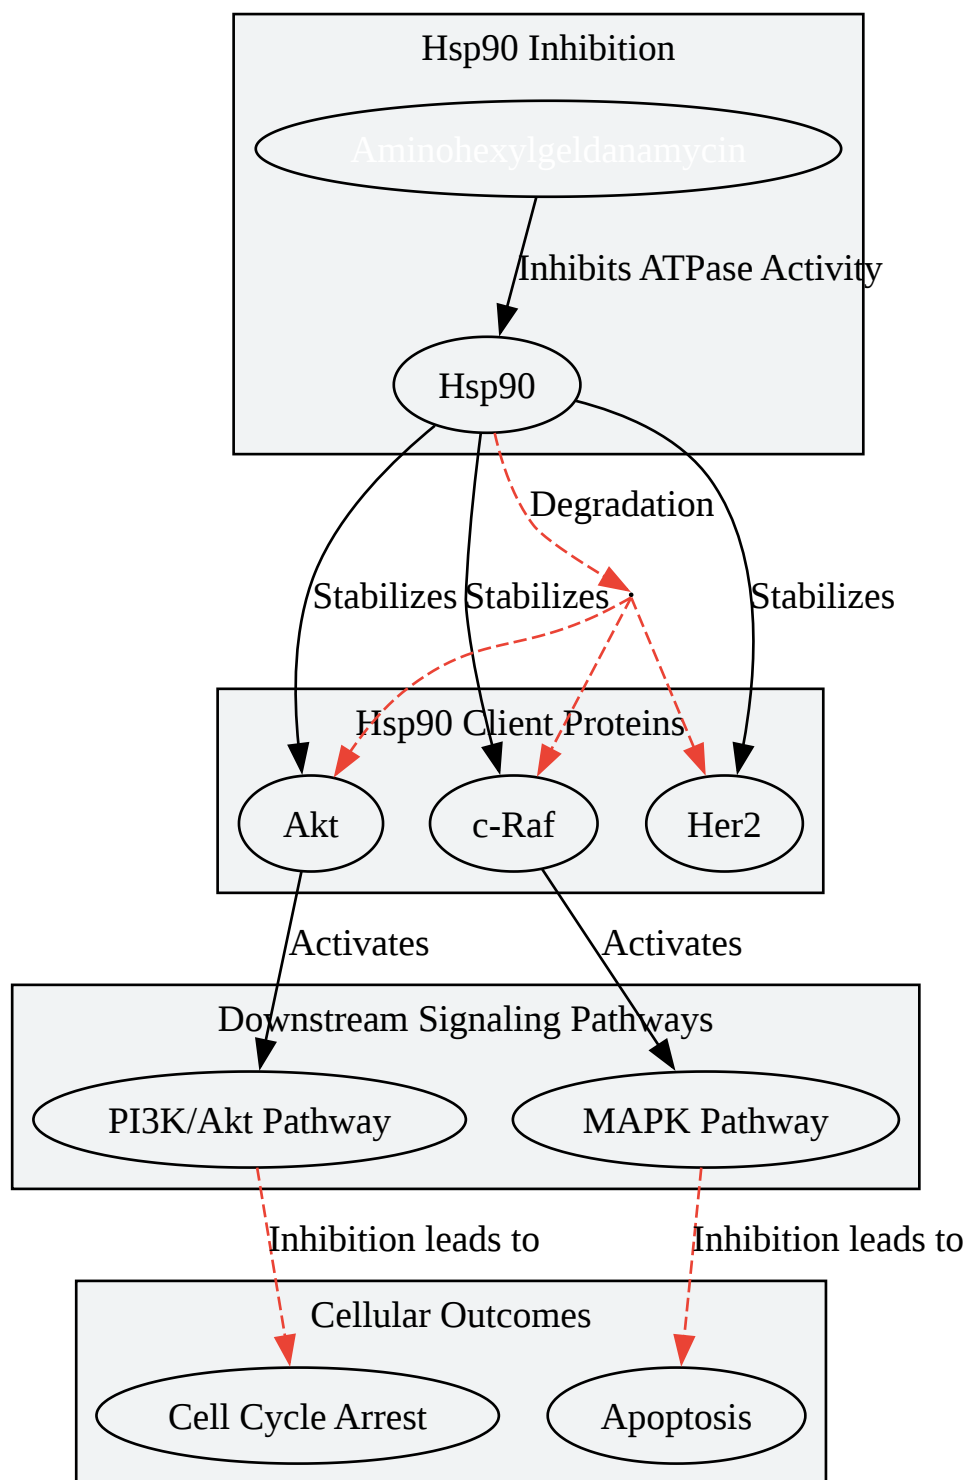 Hsp90 Inhibition
Aminohexylgeldanamycin
Inhibits ATPase Activity
Hsp90
Degradation
Stabilizes
Stabilizes
Stabilizes
Hsp90 Client Proteins
Akt
c-Raf
Her2
Activates
Activates
Downstream Signaling Pathways
PI3K/Akt Pathway
MAPK Pathway
Inhibition leads to
Inhibition leads to
Cellular Outcomes
Cell Cycle Arrest
Apoptosis